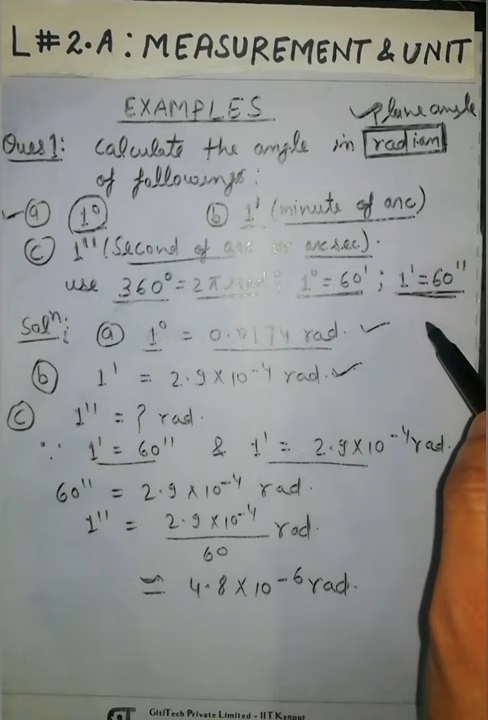 L#2.A: MEASUREMENT & UNIT
EXAMPLES
plane angle
Ques 1: Calculate the angle in radian
of followings:
(a) 1° (b) 1' (minute of arc)
(c) 1'' (Second of arc or arcsec).
use 360° = 2π rad; 1° = 60'; 1' = 60''
Solⁿ: (a) 1° = 0.0174 rad.
(b) 1' = 2.9 × 10⁻⁴ rad.
(c) 1'' = ? rad.
∵ 1' = 60'' & 1' = 2.9×10⁻⁴ rad.
60'' = 2.9 × 10⁻⁴ rad.
1'' = 2.9 × 10⁻⁴ rad.
60
≃ 4.8 × 10⁻⁶ rad.
GitiTech Private Limited - IIT Kanpur